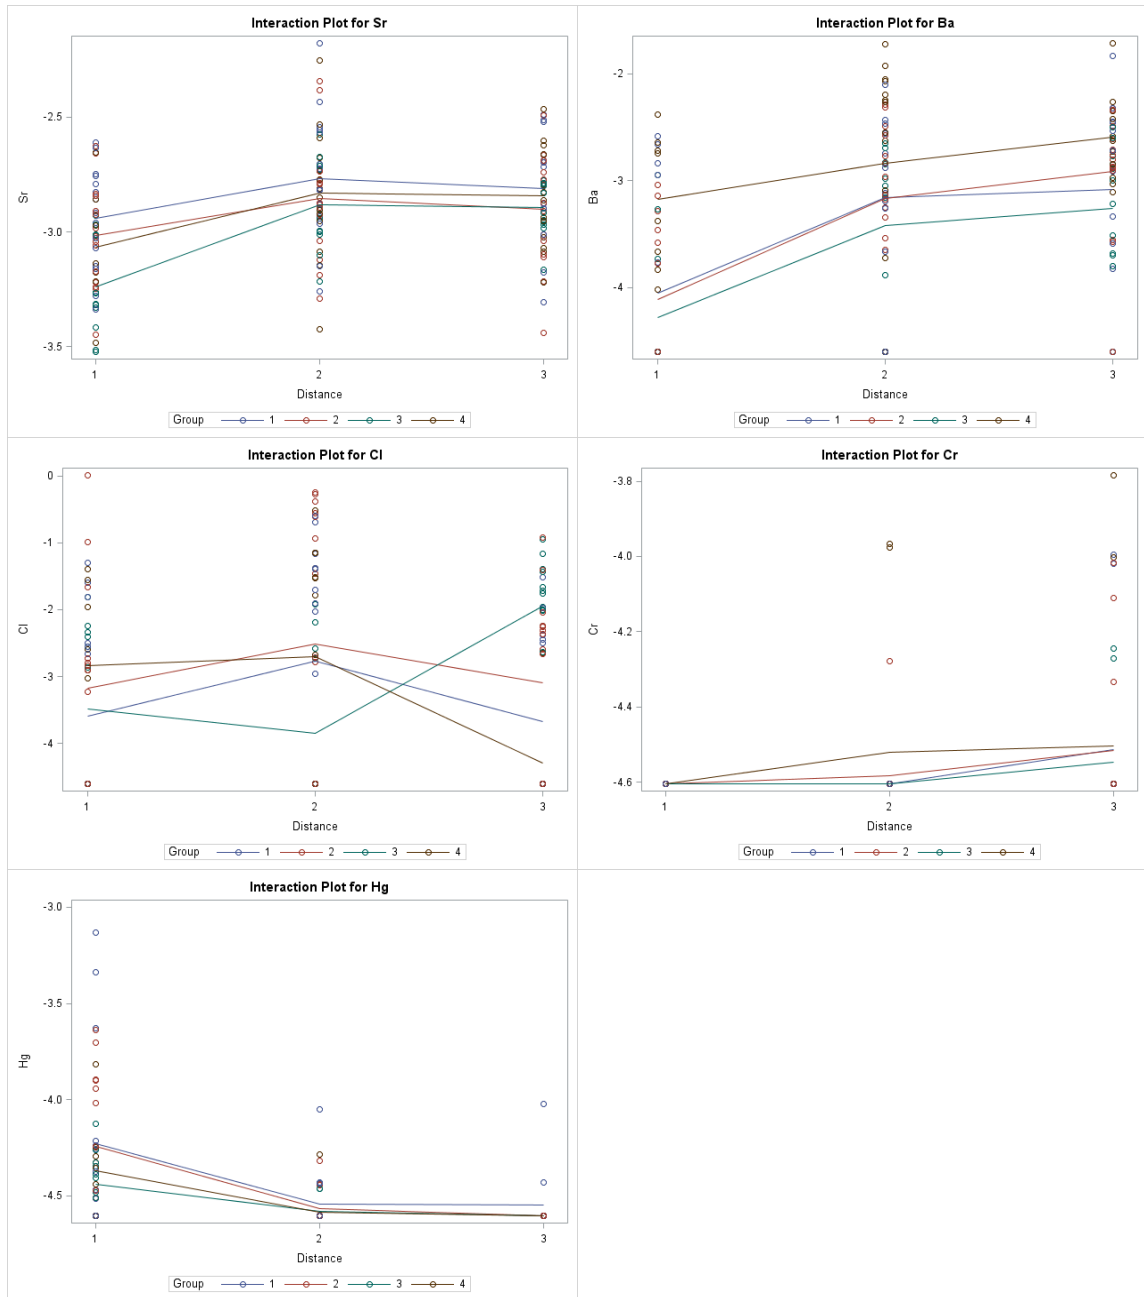 Interaction Plot for Sr
Sr
-2.5
-3.0
-3.5
1 2 3
Distance
Group 1 2 3 4
Interaction Plot for Ba
Ba
-2
-3
-4
1 2 3
Distance
Group 1 2 3 4
Interaction Plot for Cl
Cl
0
-1
-2
-3
-4
1 2 3
Distance
Group 1 2 3 4
Interaction Plot for Cr
Cr
-3.8
-4.0
-4.2
-4.4
-4.6
1 2 3
Distance
Group 1 2 3 4
Interaction Plot for Hg
Hg
-3.0
-3.5
-4.0
-4.5
1 2 3
Distance
Group 1 2 3 4